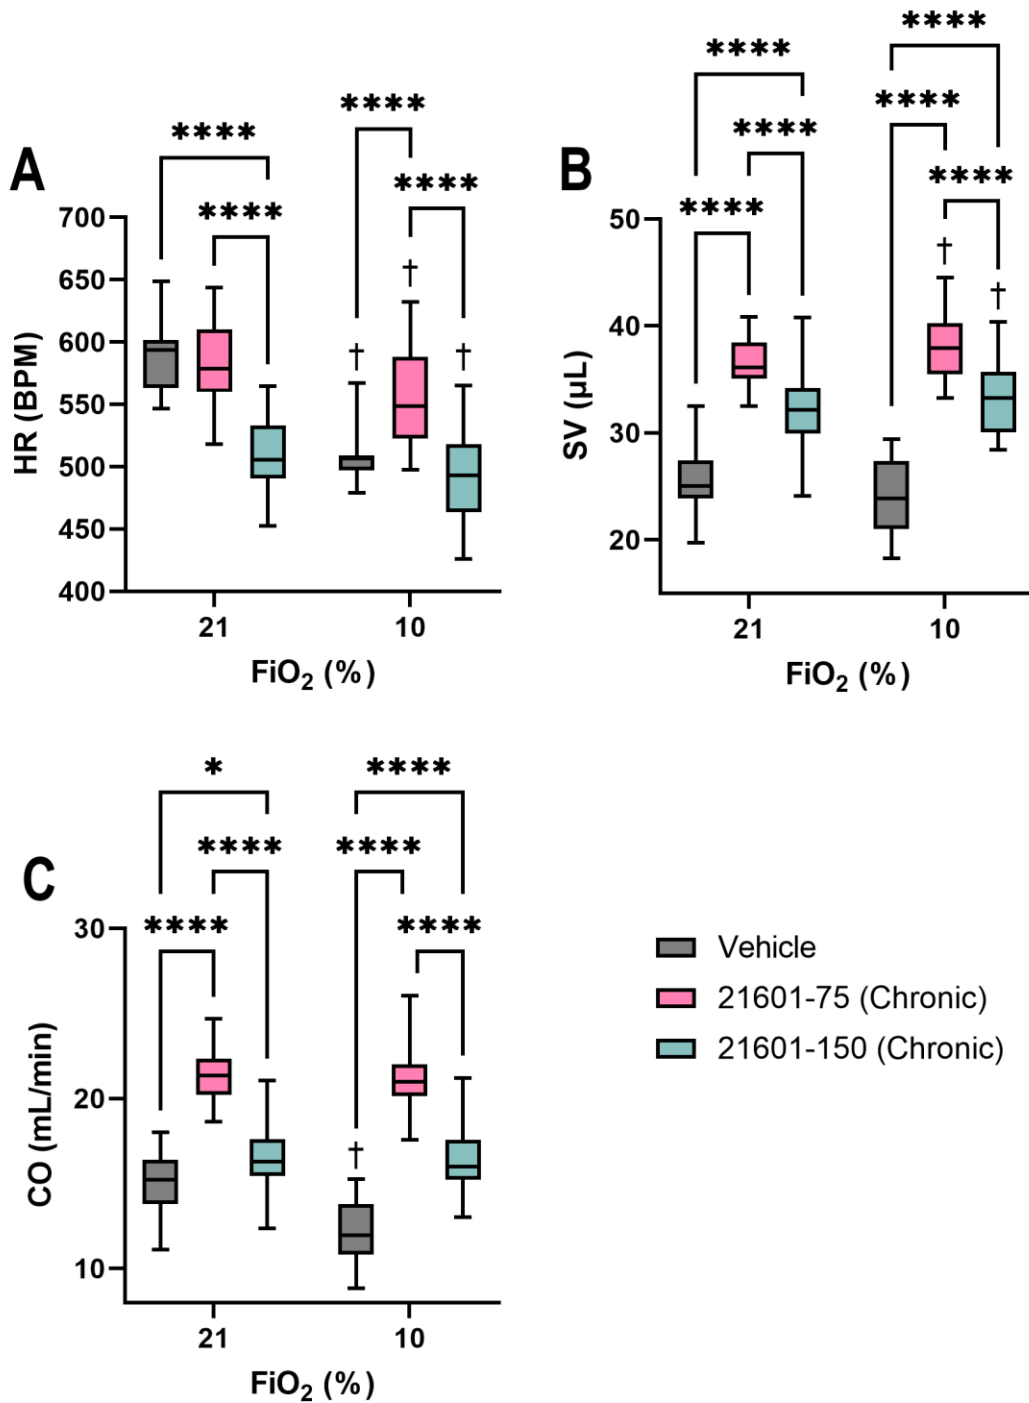 A
**** **** **** ****
† † †
HR (BPM)
700
650
600
550
500
450
400
21 10
FiO2 (%)
B
**** **** **** **** **** ****
† †
SV (µL)
50
40
30
20
21 10
FiO2 (%)
C
* **** **** **** **** ****
†
CO (mL/min)
30
20
10
21 10
FiO2 (%)
Vehicle
21601-75 (Chronic)
21601-150 (Chronic)